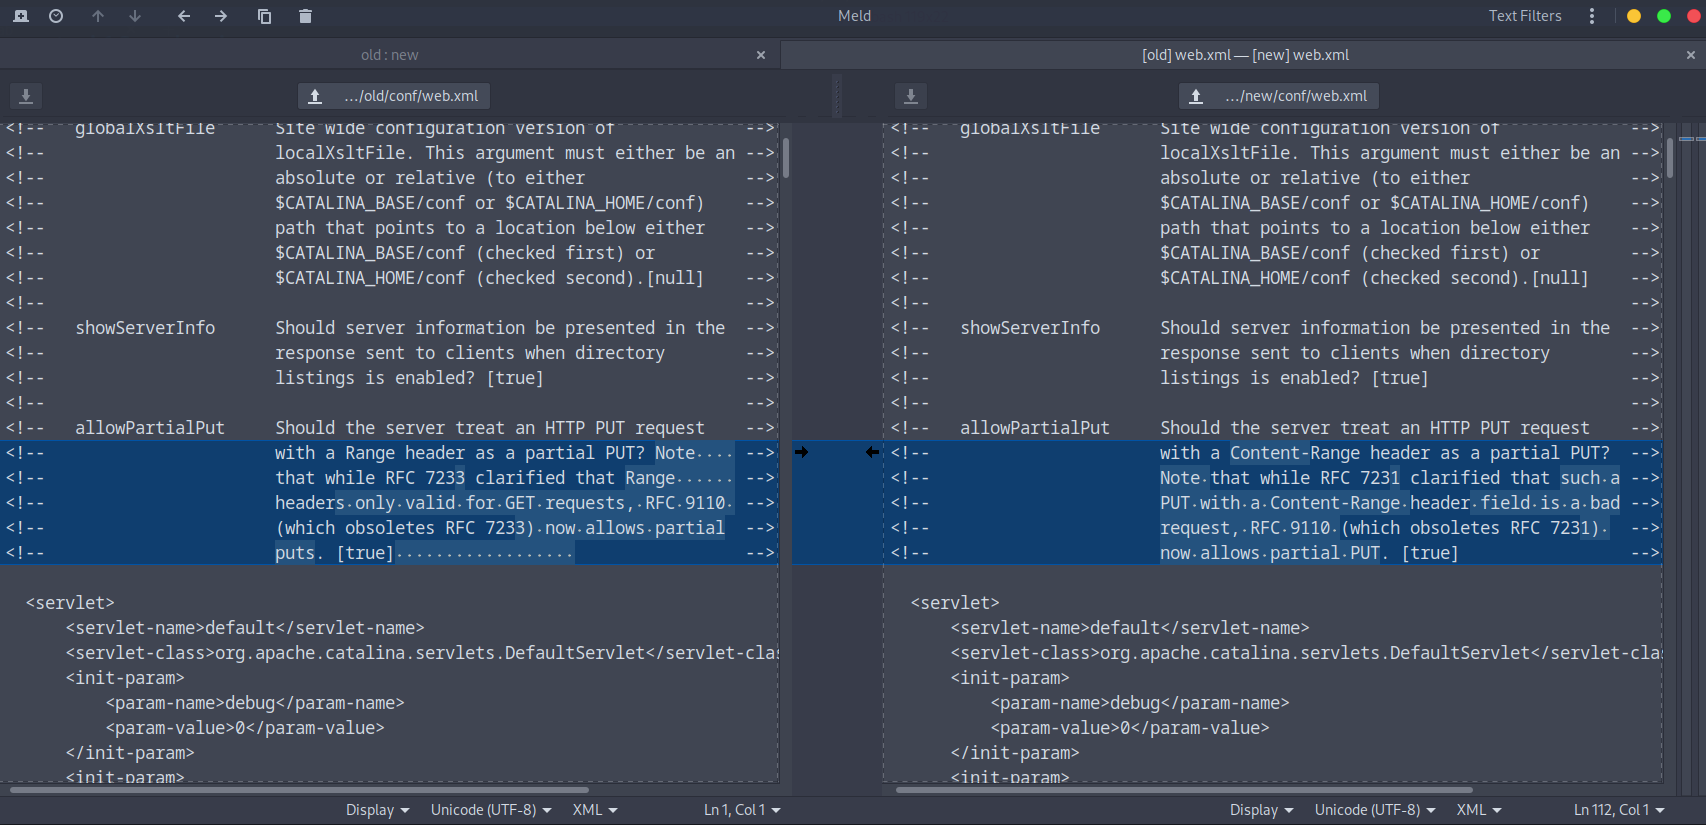 Meld
Text Filters
old : new
[old] web.xml — [new] web.xml
.../old/conf/web.xml
.../new/conf/web.xml
<!--   globalXsltFile      Site wide configuration version of             -->
<!--                       localXsltFile. This argument must either be an -->
<!--                       absolute or relative (to either                -->
<!--                       $CATALINA_BASE/conf or $CATALINA_HOME/conf)    -->
<!--                       path that points to a location below either    -->
<!--                       $CATALINA_BASE/conf (checked first) or         -->
<!--                       $CATALINA_HOME/conf (checked second).[null]    -->
<!--                                                                      -->
<!--   showServerInfo      Should server information be presented in the  -->
<!--                       response sent to clients when directory        -->
<!--                       listings is enabled? [true]                    -->
<!--                                                                      -->
<!--   allowPartialPut     Should the server treat an HTTP PUT request    -->
<!--                       with a Range header as a partial PUT? Note     -->
<!--                       that while RFC 7233 clarified that Range       -->
<!--                       headers only valid for GET requests, RFC 9110  -->
<!--                       (which obsoletes RFC 7233) now allows partial  -->
<!--                       puts. [true]                                   -->
<servlet>
<servlet-name>default</servlet-name>
<servlet-class>org.apache.catalina.servlets.DefaultServlet</servlet-cla
<init-param>
<param-name>debug</param-name>
<param-value>0</param-value>
</init-param>
<init-param>
<!--   globalXsltFile      Site wide configuration version of             -->
<!--                       localXsltFile. This argument must either be an -->
<!--                       absolute or relative (to either                -->
<!--                       $CATALINA_BASE/conf or $CATALINA_HOME/conf)    -->
<!--                       path that points to a location below either    -->
<!--                       $CATALINA_BASE/conf (checked first) or         -->
<!--                       $CATALINA_HOME/conf (checked second).[null]    -->
<!--                                                                      -->
<!--   showServerInfo      Should server information be presented in the  -->
<!--                       response sent to clients when directory        -->
<!--                       listings is enabled? [true]                    -->
<!--                                                                      -->
<!--   allowPartialPut     Should the server treat an HTTP PUT request    -->
<!--                       with a Content-Range header as a partial PUT?  -->
<!--                       Note that while RFC 7231 clarified that such a -->
<!--                       PUT with a Content-Range header field is a bad -->
<!--                       request, RFC 9110 (which obsoletes RFC 7231)   -->
<!--                       now allows partial PUT. [true]                 -->
<servlet>
<servlet-name>default</servlet-name>
<servlet-class>org.apache.catalina.servlets.DefaultServlet</servlet-cla
<init-param>
<param-name>debug</param-name>
<param-value>0</param-value>
</init-param>
<init-param>
Display Unicode (UTF-8) XML Ln 1, Col 1
Display Unicode (UTF-8) XML Ln 112, Col 1